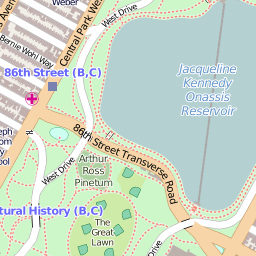 Weber
West Drive
Bernie Wohl Way
Central Park We
86th Street (B,C)
Jacqueline
Kennedy
Onassis
Reservoir
86th Street Transverse Road
West Drive
Arthur
Ross
Pinetum
tural History (B,C)
The
Great
Lawn
West Drive